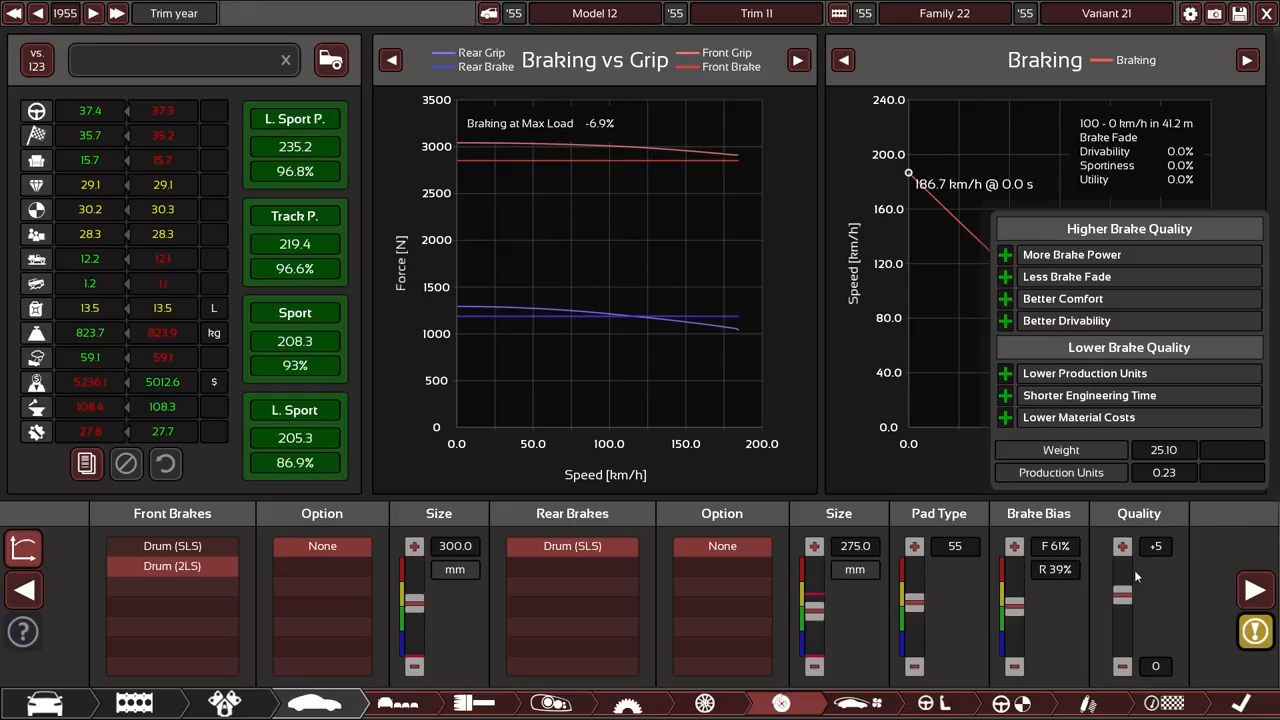 1955
Trim year
'55
Model 12
'55
Trim 11
'55
Family 22
'55
Variant 21
vs.
123
x
37.4 37.3
35.7 35.2
15.7 15.7
29.1 29.1
30.2 30.3
28.3 28.3
12.2 12.1
1.2 1.1
13.5 13.5 L
823.7 823.9 kg
59.1 59.1
5236.1 5012.6 $
108.4 108.3
27.8 27.7
L. Sport P.
235.2
96.8%
Track P.
219.4
96.6%
Sport
208.3
93%
L. Sport
205.3
86.9%
Rear Grip
Rear Brake
Braking vs Grip
Front Grip
Front Brake
Braking at Max Load -6.9%
3500
3000
2500
2000
1500
1000
500
0
Force [N]
0.0 50.0 100.0 150.0 200.0
Speed [km/h]
Braking
Braking
240.0
200.0
160.0
120.0
80.0
40.0
0.0
Speed [km/h]
0.0
186.7 km/h @ 0.0 s
100 - 0 km/h in 41.2 m
Brake Fade
Drivability 0.0%
Sportiness 0.0%
Utility 0.0%
Higher Brake Quality
More Brake Power
Less Brake Fade
Better Comfort
Better Drivability
Lower Brake Quality
Lower Production Units
Shorter Engineering Time
Lower Material Costs
Weight 25.10
Production Units 0.23
Front Brakes
Drum (SLS)
Drum (2LS)
Option
None
Size
300.0
mm
Rear Brakes
Drum (SLS)
Option
None
Size
275.0
mm
Pad Type
55
Brake Bias
F 61%
R 39%
Quality
+5
0
?